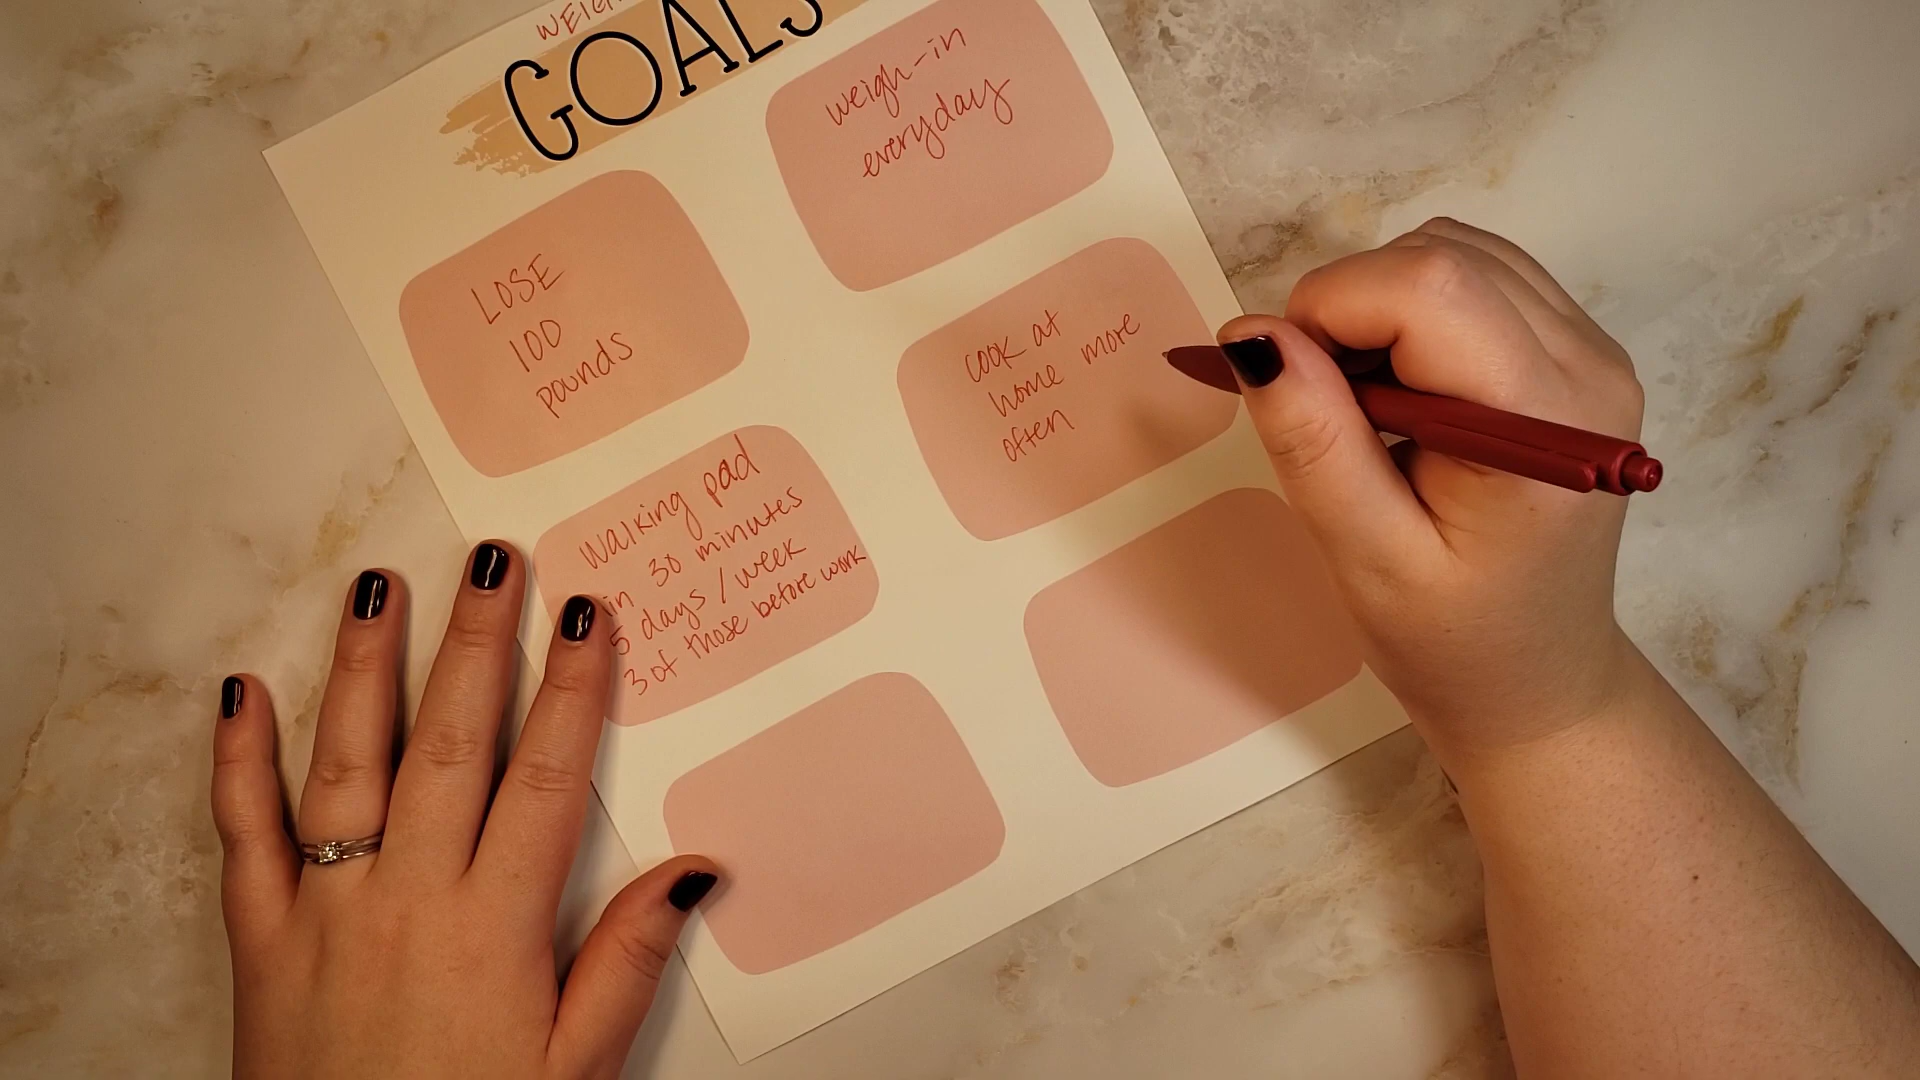 GOALS
LOSE
100
pounds
weigh-in
everyday
walking pad
in 30 minutes
5 days / week
3 of those before work
cook at
home more
often